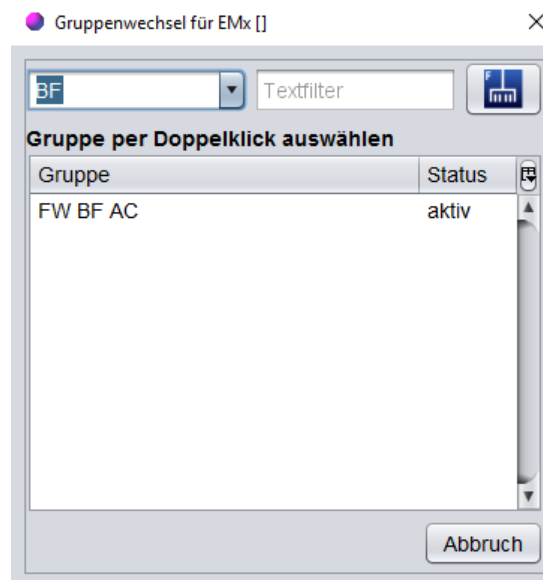 Gruppenwechsel für EMx []
BF Textfilter F
Gruppe per Doppelklick auswählen
Gruppe Status
FW BF AC aktiv
Abbruch